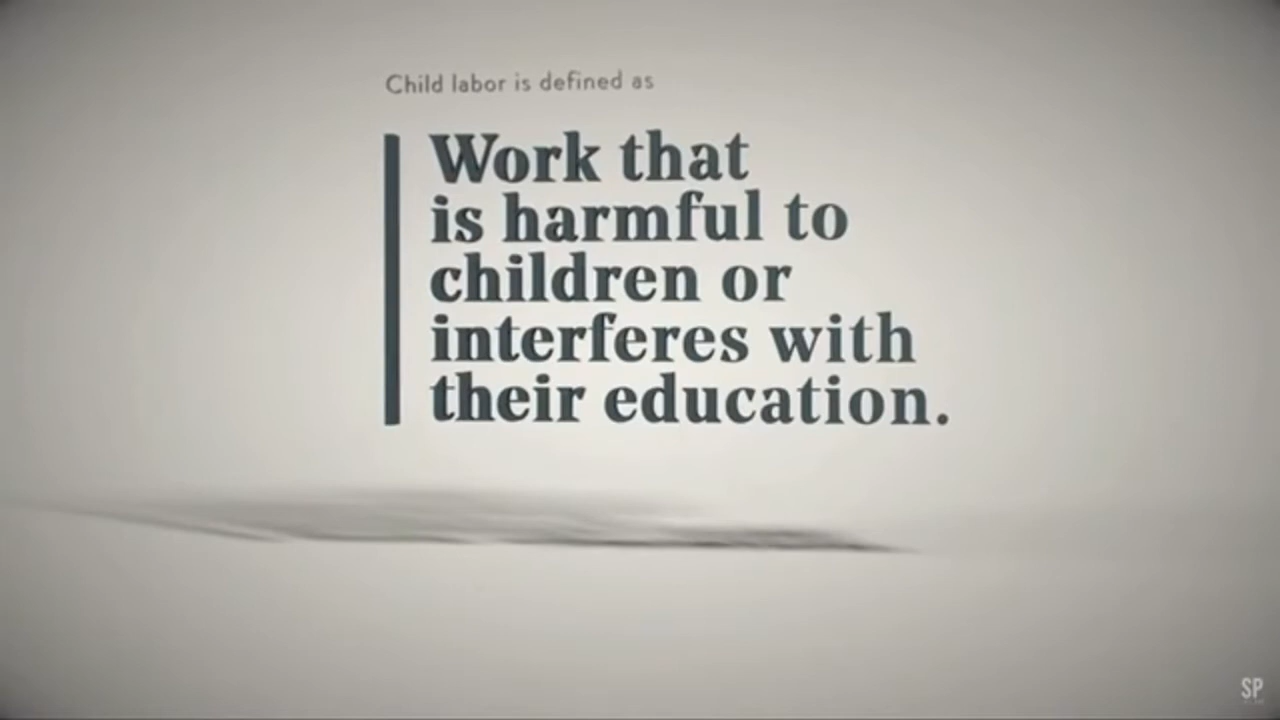 Child labor is defined as
Work that
is harmful to
children or
interferes with
their education.
SP